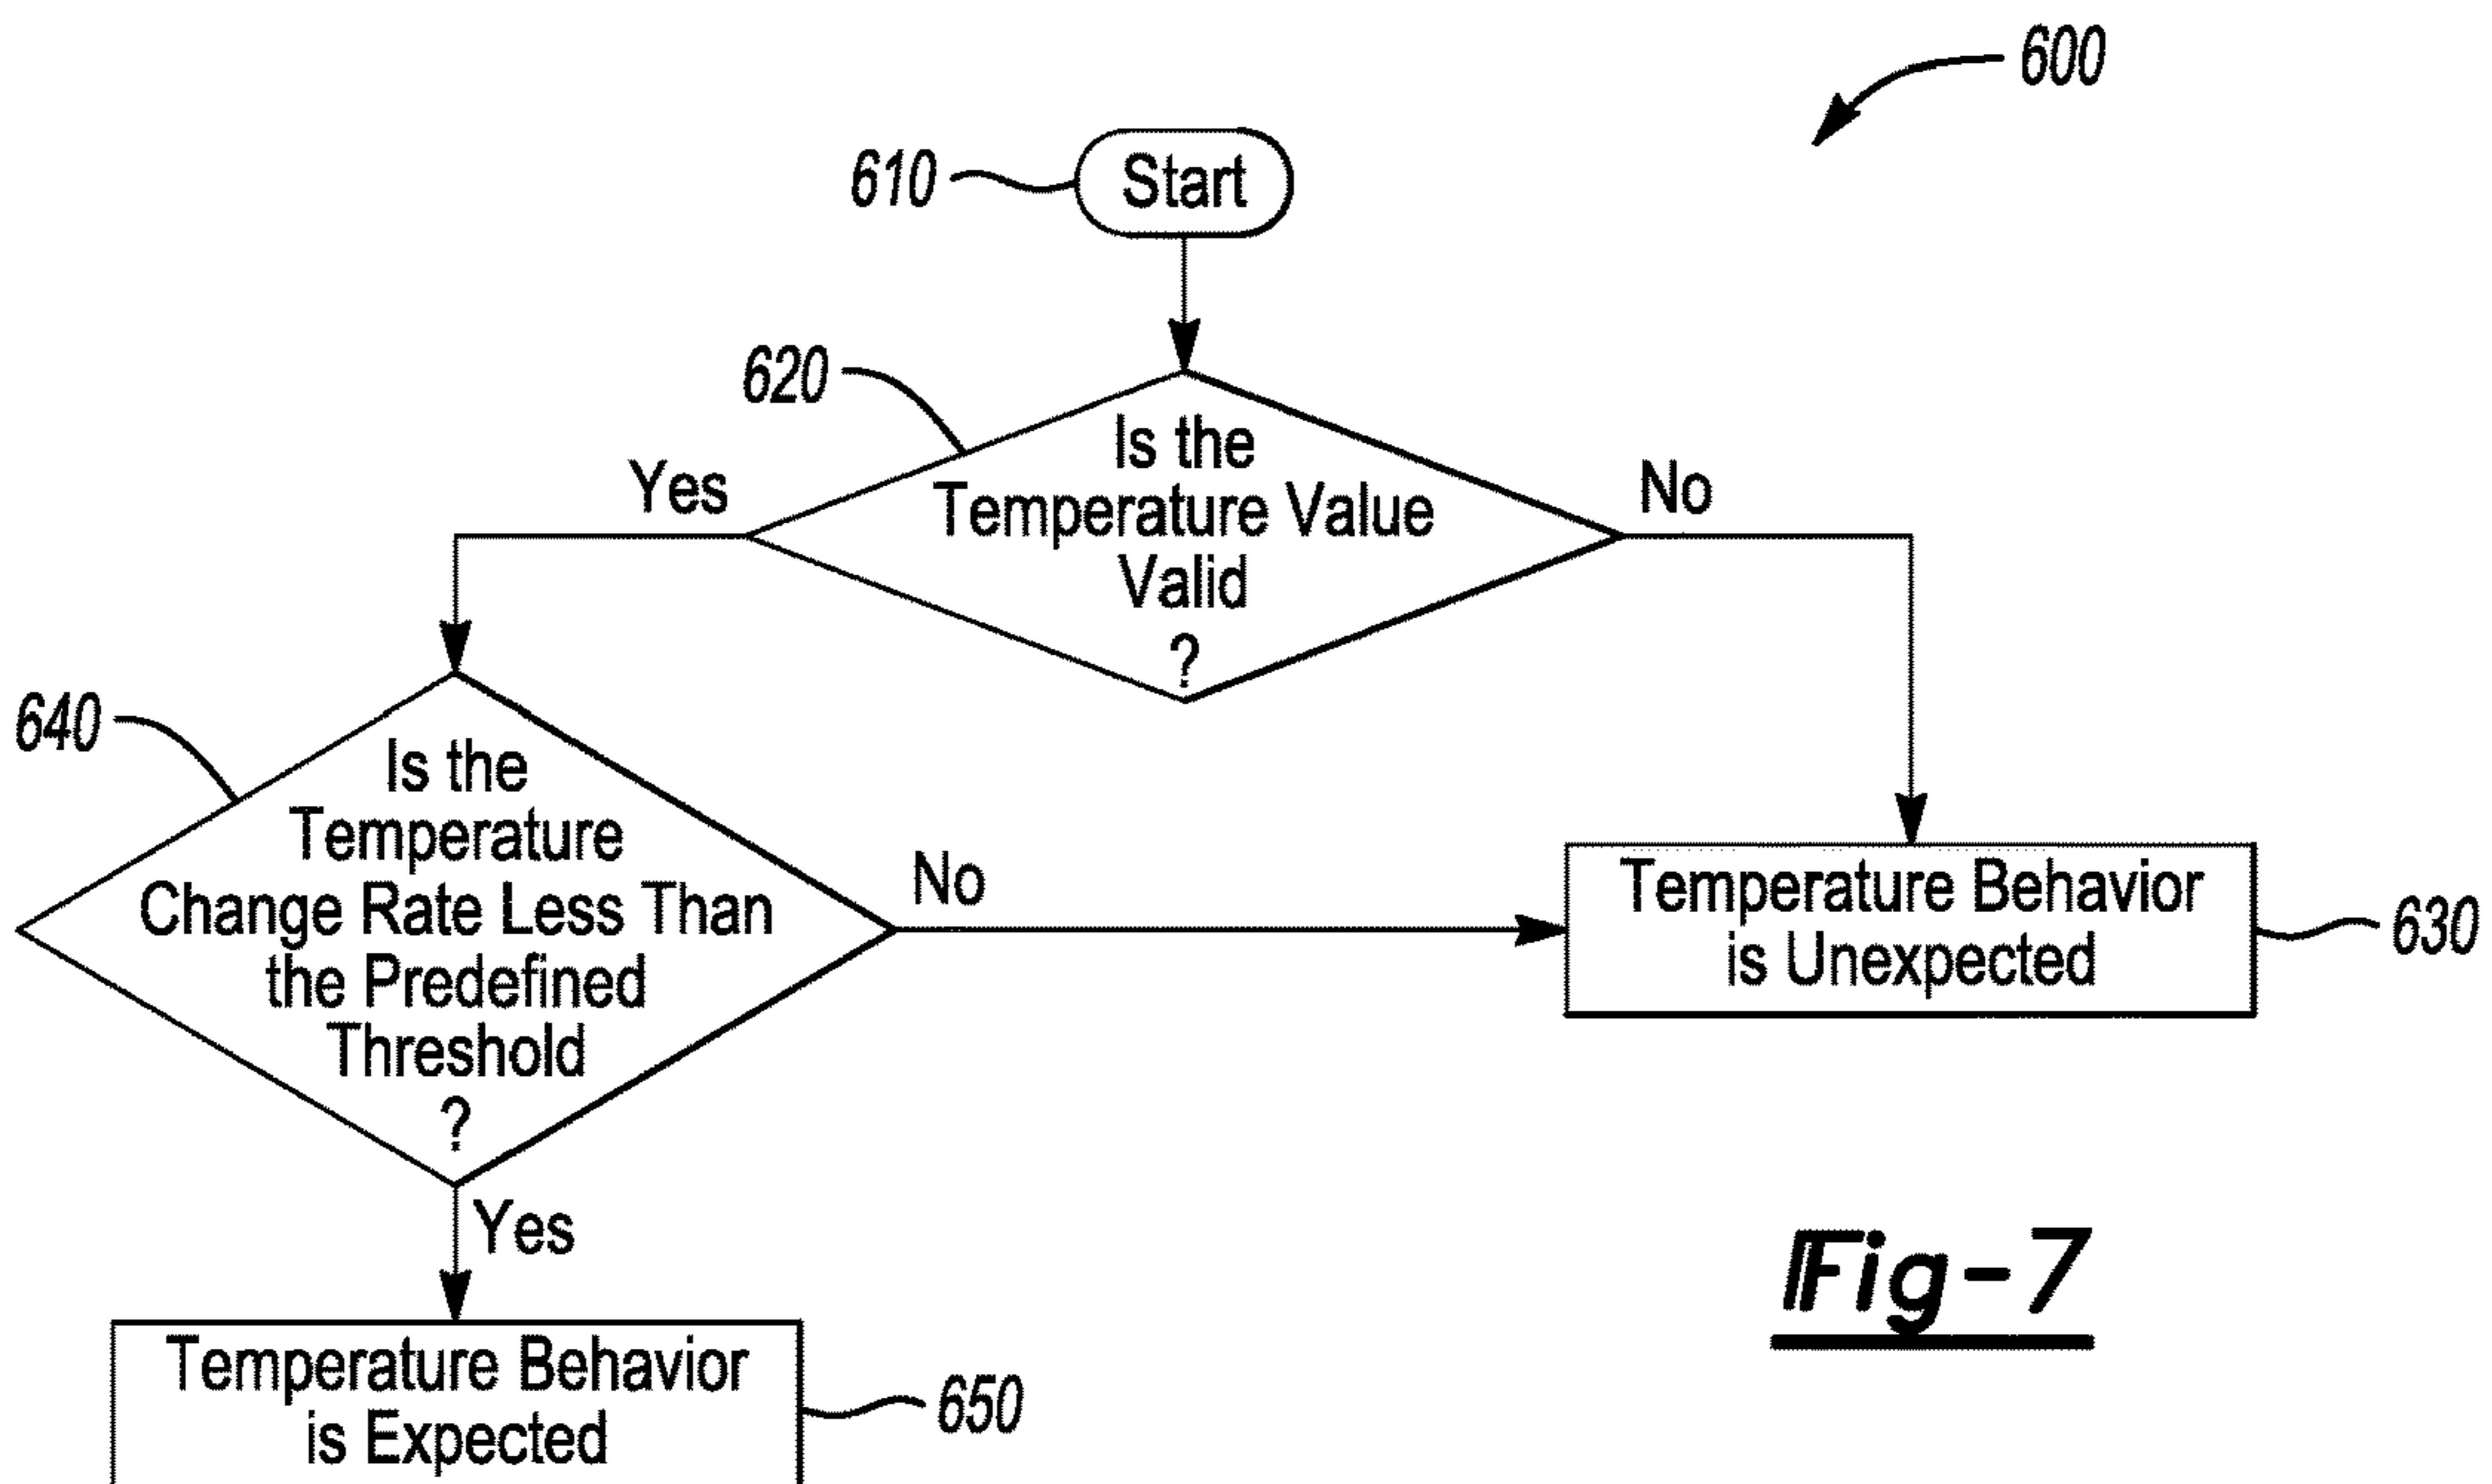 600
610
Start
620
Is the
Temperature Value
Valid
?
Yes
No
640
Is the
Temperature
Change Rate Less Than
the Predefined
Threshold
?
No
Temperature Behavior
is Unexpected
630
Yes
Temperature Behavior
is Expected
650
Fig-7